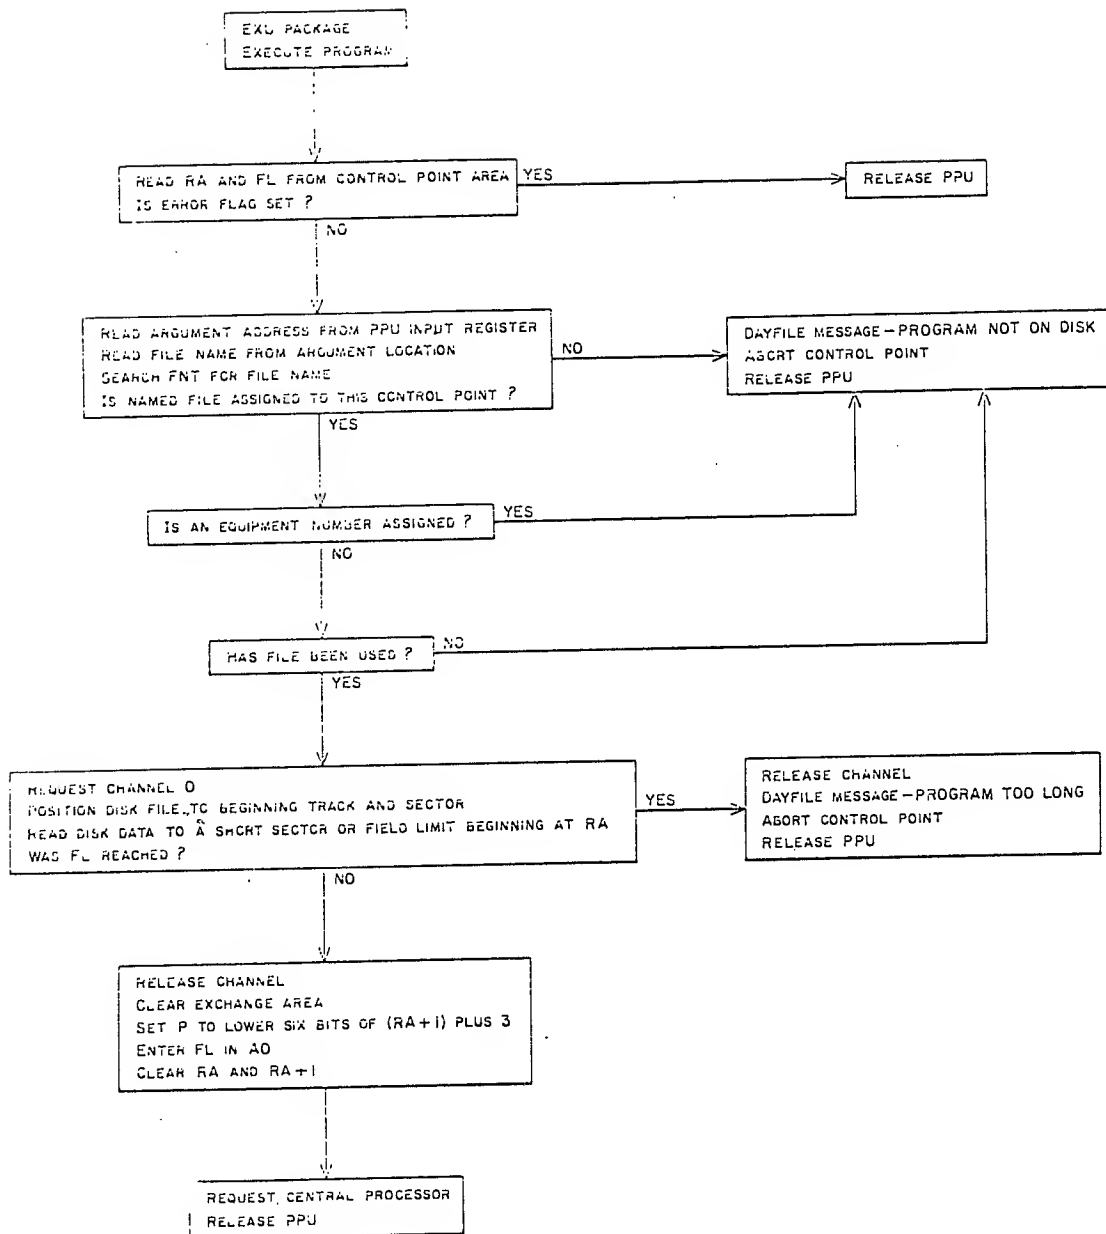 EXU PACKAGE
EXECUTE PROGRAM
READ RA AND FL FROM CONTROL POINT AREA
IS ERROR FLAG SET ?
YES
RELEASE PPU
NO
READ ARGUMENT ADDRESS FROM PPU INPUT REGISTER
READ FILE NAME FROM ARGUMENT LOCATION
SEARCH FNT FOR FILE NAME
IS NAMED FILE ASSIGNED TO THIS CONTROL POINT ?
NO
DAYFILE MESSAGE—PROGRAM NOT ON DISK
ABORT CONTROL POINT
RELEASE PPU
YES
IS AN EQUIPMENT NUMBER ASSIGNED ?
YES
NO
HAS FILE BEEN USED ?
NO
YES
REQUEST CHANNEL 0
POSITION DISK FILE TO BEGINNING TRACK AND SECTOR
READ DISK DATA TO A SHORT SECTOR OR FIELD LIMIT BEGINNING AT RA
WAS FL REACHED ?
YES
RELEASE CHANNEL
DAYFILE MESSAGE—PROGRAM TOO LONG
ABORT CONTROL POINT
RELEASE PPU
NO
RELEASE CHANNEL
CLEAR EXCHANGE AREA
SET P TO LOWER SIX BITS OF (RA+1) PLUS 3
ENTER FL IN A0
CLEAR RA AND RA+1
REQUEST CENTRAL PROCESSOR
RELEASE PPU